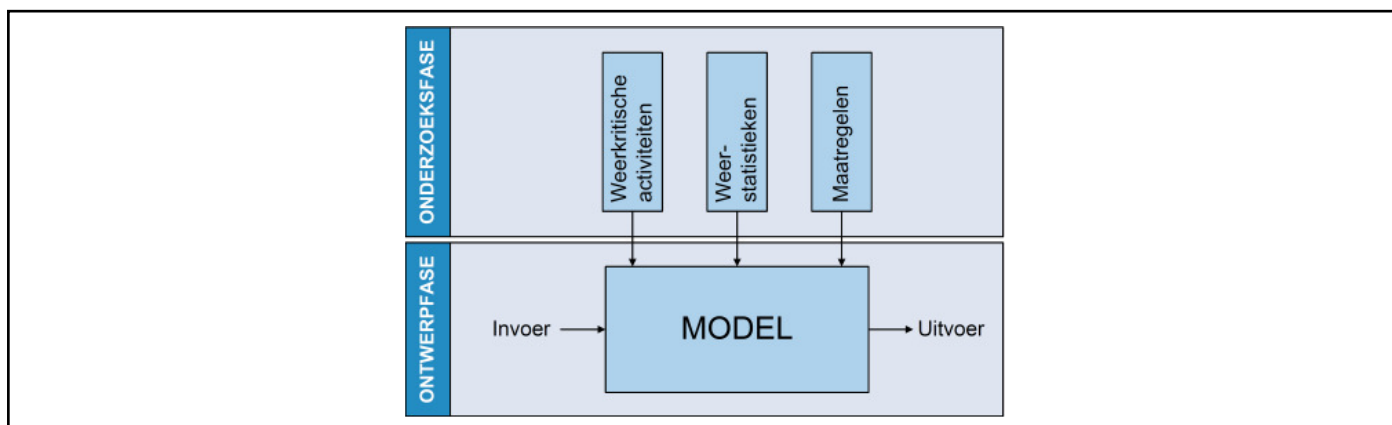 ONDERZOEKSFASE
Weerkritische
activiteiten
Weer-
statistieken
Maatregelen
ONTWERPFASE
Invoer
MODEL
Uitvoer